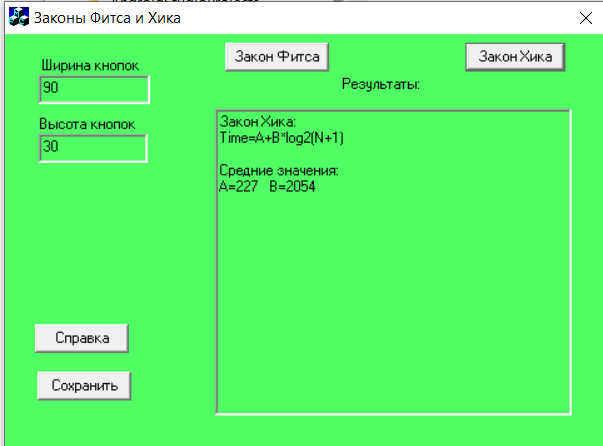 Законы Фитса и Хика
Ширина кнопок
90
Высота кнопок
30
Закон Фитса
Закон Хика
Результаты:
Закон Хика:
Time=A+B*log2(N+1)
Средние значения:
A=227 B=2054
Справка
Сохранить